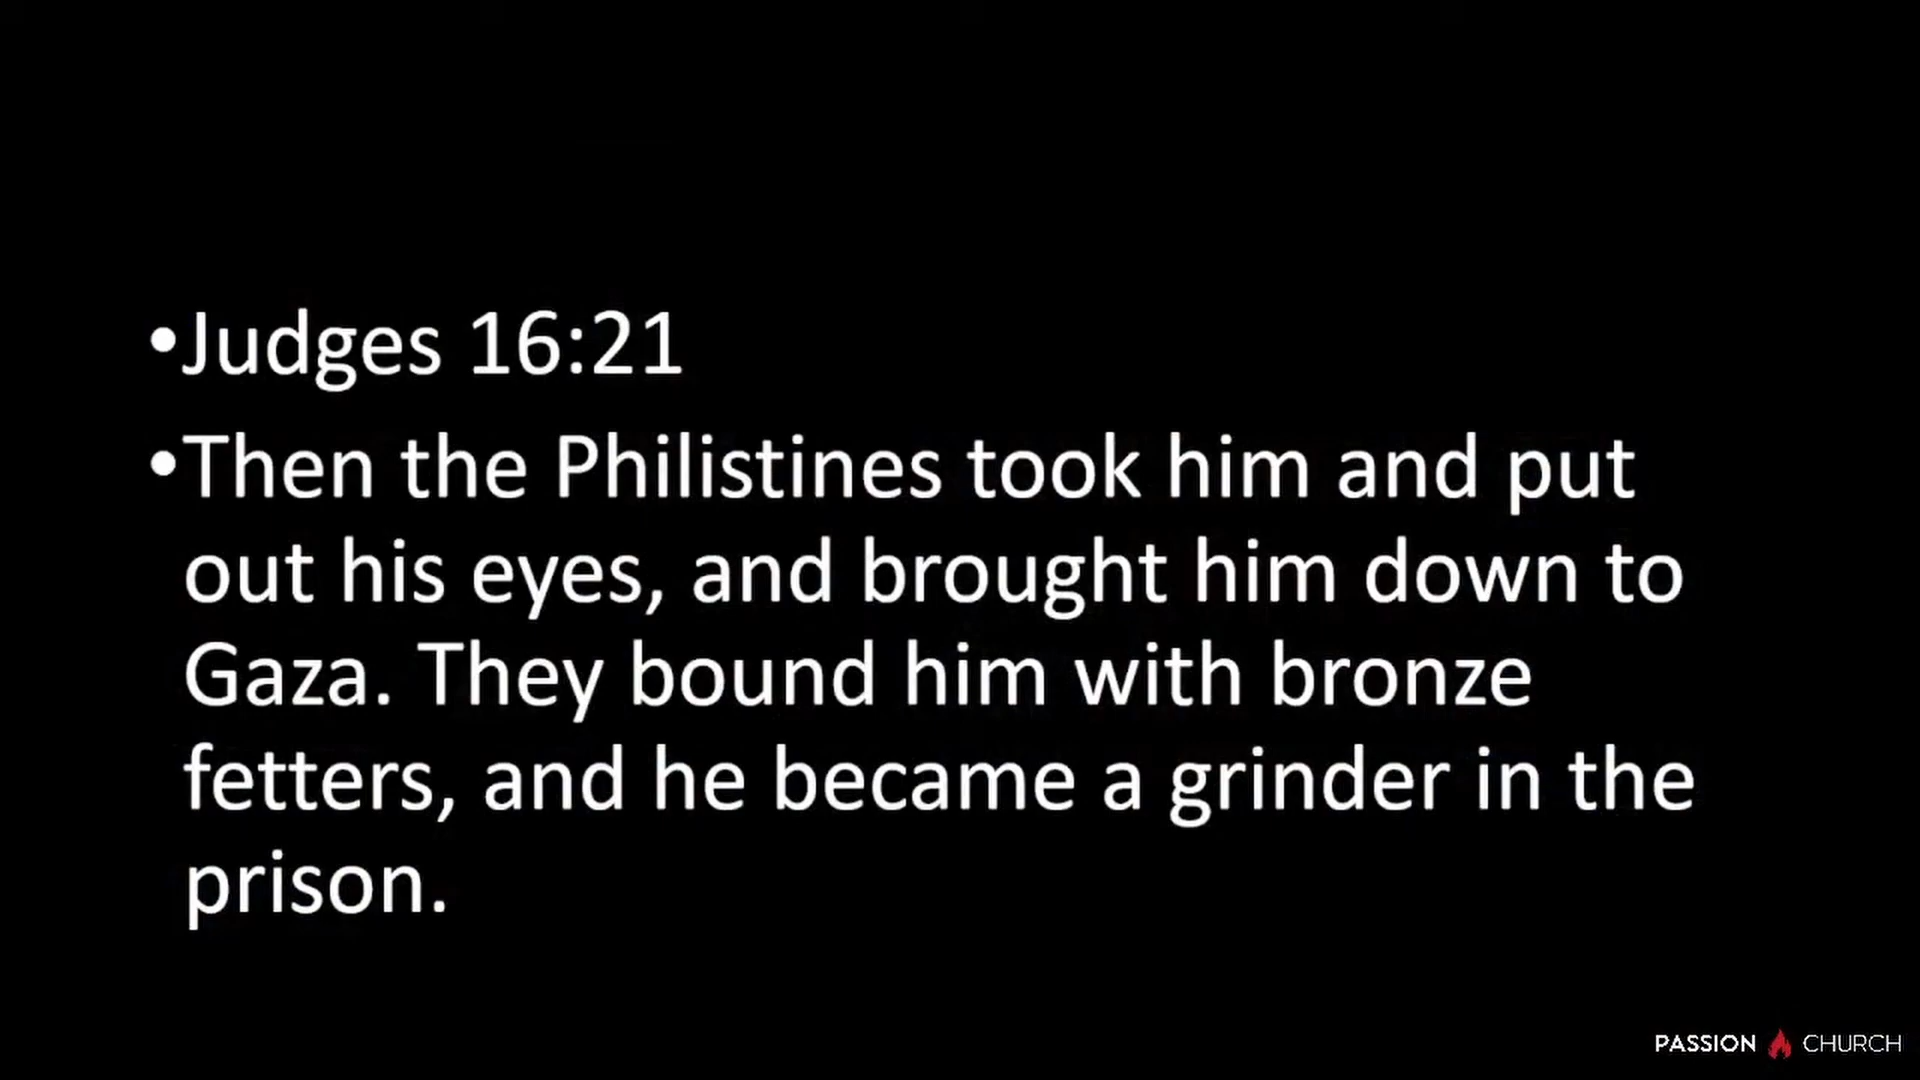 •Judges 16:21
•Then the Philistines took him and put
out his eyes, and brought him down to
Gaza. They bound him with bronze
fetters, and he became a grinder in the
prison.
PASSION CHURCH